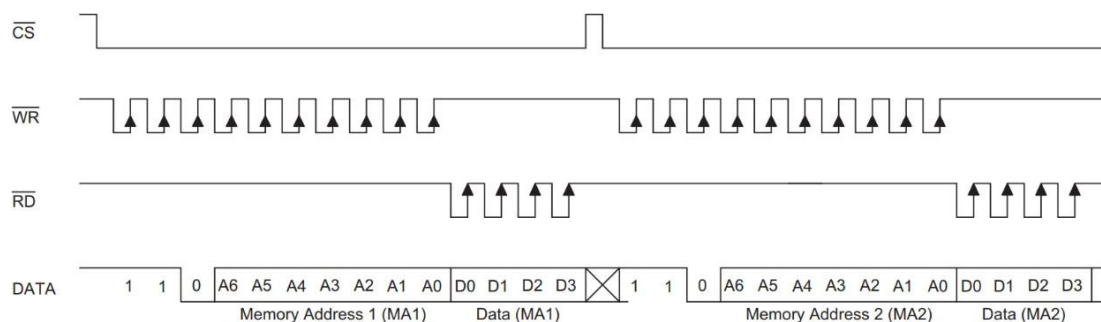 CS
WR
RD
DATA 1 1 0 A6 A5 A4 A3 A2 A1 A0 D0 D1 D2 D3 1 1 0 A6 A5 A4 A3 A2 A1 A0 D0 D1 D2 D3
Memory Address 1 (MA1) Data (MA1) Memory Address 2 (MA2) Data (MA2)